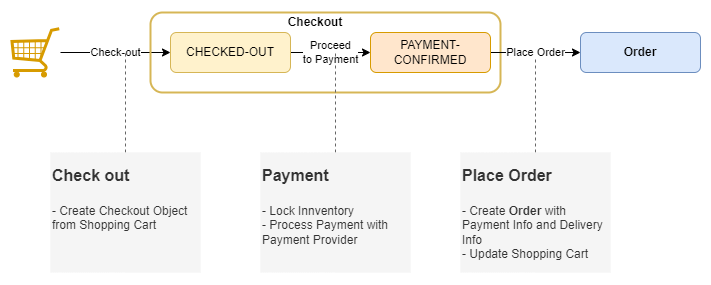 Checkout
Check-out
CHECKED-OUT
Proceed
to Payment
PAYMENT-
CONFIRMED
Place Order
Order
Check out
- Create Checkout Object
from Shopping Cart
Payment
- Lock Innventory
- Process Payment with
Payment Provider
Place Order
- Create Order with
Payment Info and Delivery
Info
- Update Shopping Cart